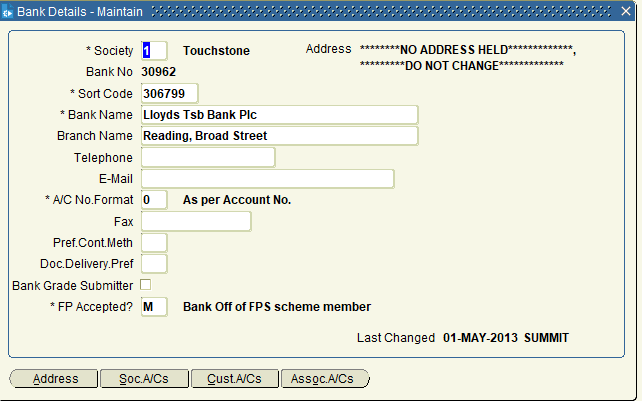 Bank Details - Maintain
* Society 1 Touchstone Address ********NO ADDRESS HELD************,
Bank No 30962 *********DO NOT CHANGE*************
* Sort Code 306799
* Bank Name Lloyds Tsb Bank Plc
Branch Name Reading, Broad Street
Telephone
E-Mail
* A/C No.Format 0 As per Account No.
Fax
Pref.Cont.Meth
Doc.Delivery.Pref
Bank Grade Submitter
* FP Accepted? M Bank Off of FPS scheme member
Last Changed 01-MAY-2013 SUMMIT
Address Soc.A/Cs Cust.A/Cs Assoc.A/Cs